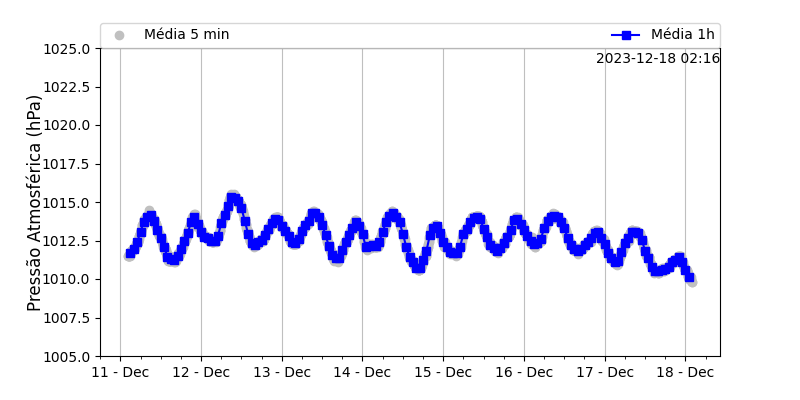 Média 5 min
Média 1h
2023-12-18 02:16
Pressão Atmosférica (hPa)
1025.0
1022.5
1020.0
1017.5
1015.0
1012.5
1010.0
1007.5
1005.0
11 - Dec
12 - Dec
13 - Dec
14 - Dec
15 - Dec
16 - Dec
17 - Dec
18 - Dec